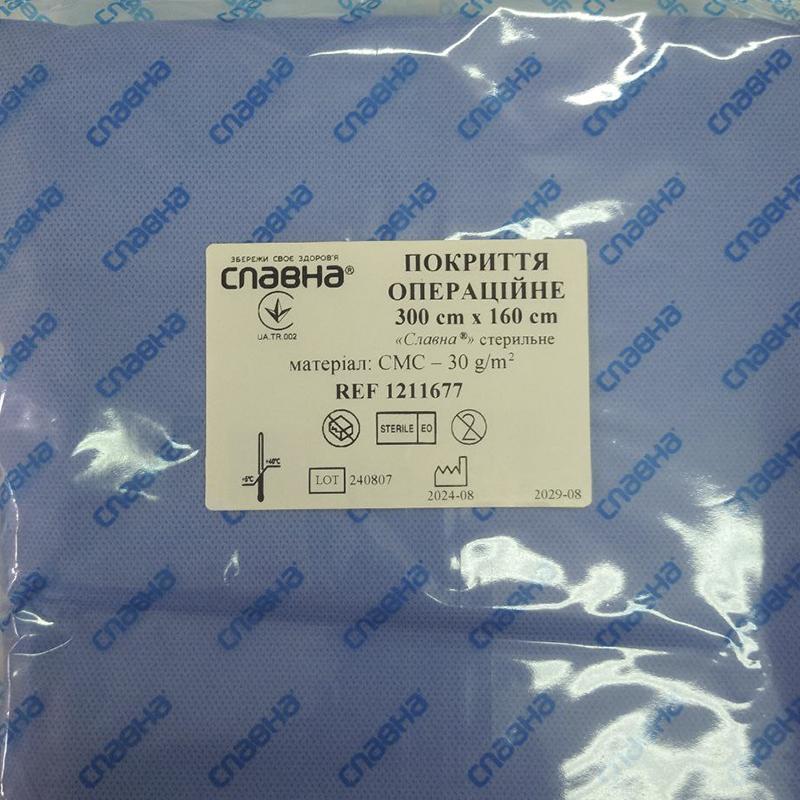 ЗБЕРЕЖИ СВОЄ ЗДОРОВ'Я
СЛАВНА®
UA.TR.002
ПОКРИТТЯ
ОПЕРАЦІЙНЕ
300 cm x 160 cm
«Славна®» стерильне
матеріал: СМС – 30 g/m²
REF 1211677
STERILE EO
2
+5°C
+40°C
LOT 240807
2024-08
2029-08